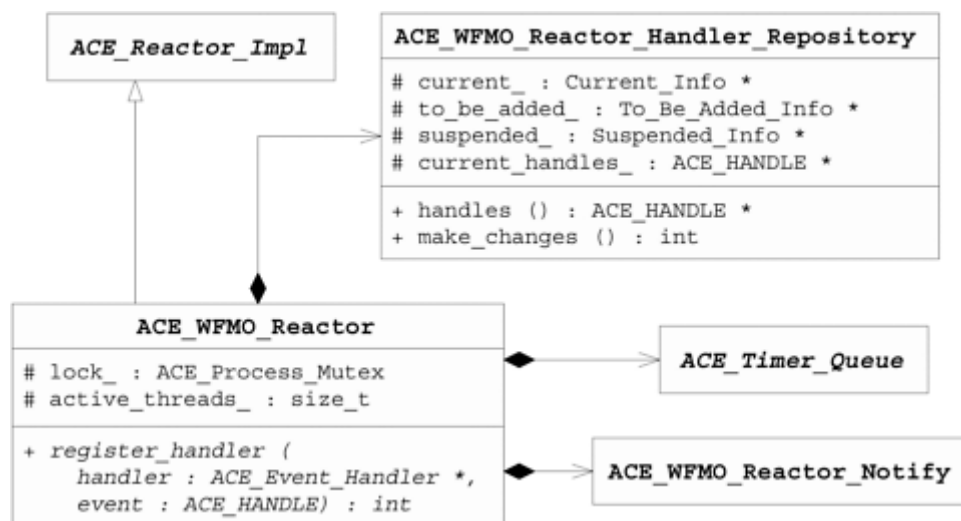 ACE_Reactor_Impl
ACE_WFMO_Reactor_Handler_Repository
# current_ : Current_Info *
# to_be_added_ : To_Be_Added_Info *
# suspended_ : Suspended_Info *
# current_handles_ : ACE_HANDLE *
+ handles () : ACE_HANDLE *
+ make_changes () : int
ACE_WFMO_Reactor
# lock_ : ACE_Process_Mutex
# active_threads_ : size_t
+ register_handler (
handler : ACE_Event_Handler *,
event : ACE_HANDLE) : int
ACE_Timer_Queue
ACE_WFMO_Reactor_Notify